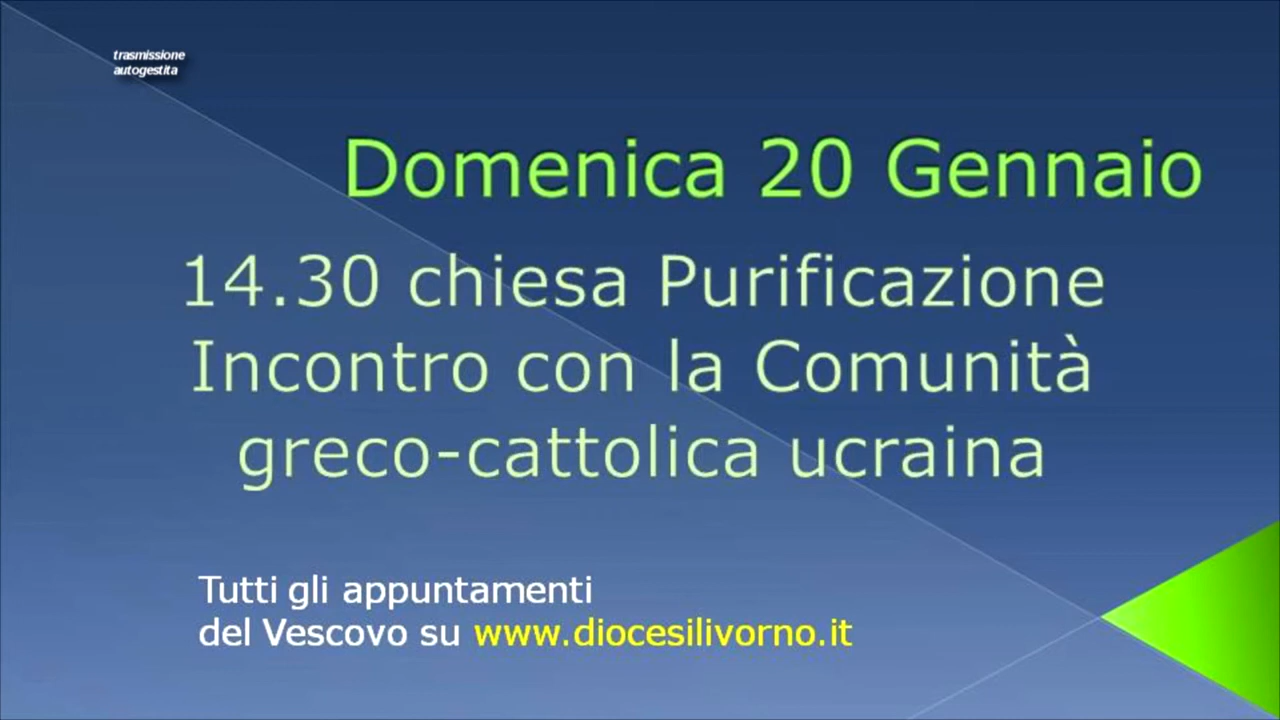 trasmissione
autogestita
Domenica 20 Gennaio
14.30 chiesa Purificazione
Incontro con la Comunità
greco-cattolica ucraina
Tutti gli appuntamenti
del Vescovo su www.diocesilivorno.it